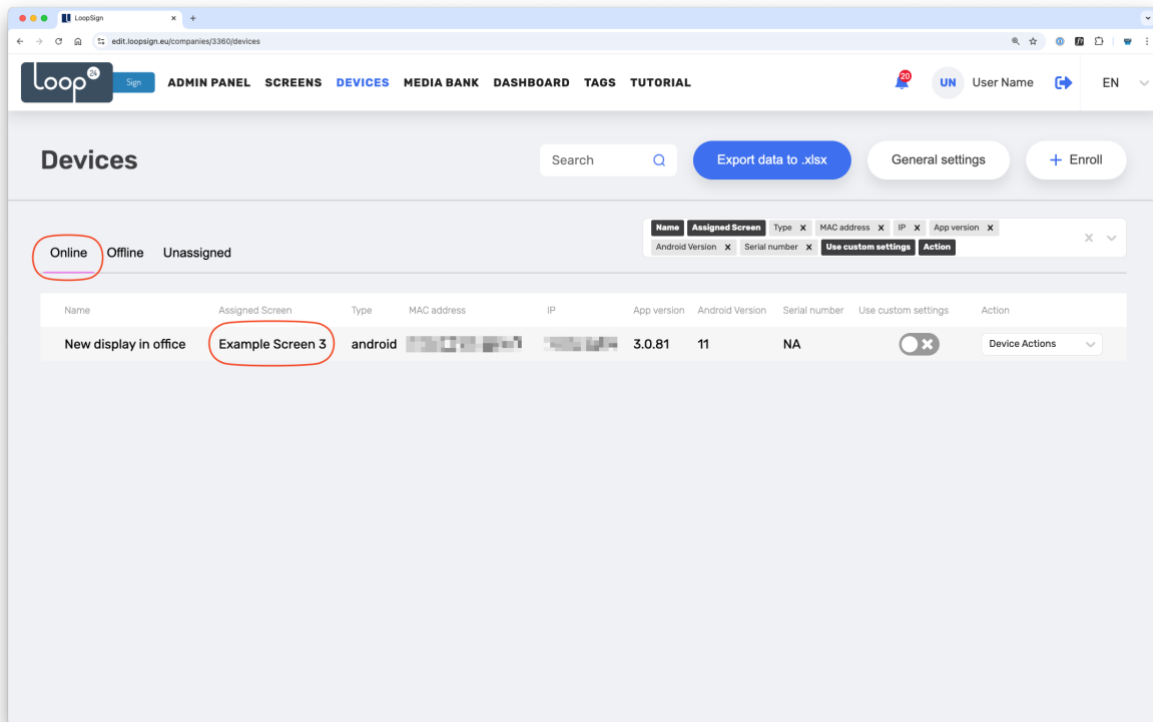 LoopSign
edit.loopsign.eu/companies/3360/devices
Loop 24 Sign ADMIN PANEL SCREENS DEVICES MEDIA BANK DASHBOARD TAGS TUTORIAL 20 UN User Name EN
Devices Search Export data to .xlsx General settings + Enroll
Name Assigned Screen Type x MAC address x IP x App version x
Android Version x Serial number x Use custom settings Action
Online Offline Unassigned
Name Assigned Screen Type MAC address IP App version Android Version Serial number Use custom settings Action
New display in office Example Screen 3 android 3.0.81 11 NA Device Actions